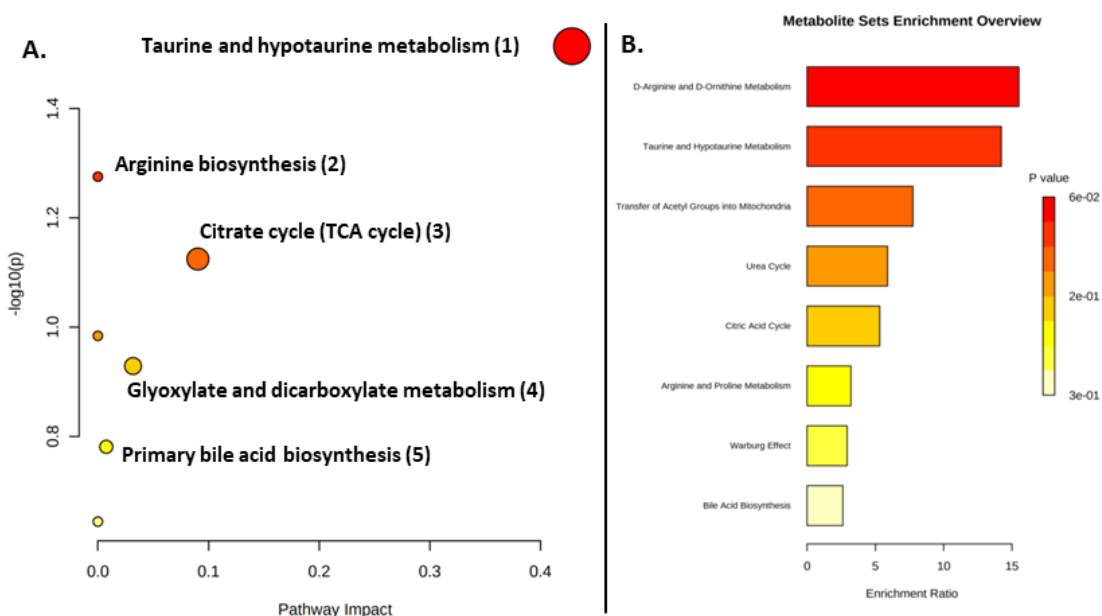 A.
Taurine and hypotaurine metabolism (1)
Arginine biosynthesis (2)
Citrate cycle (TCA cycle) (3)
Glyoxylate and dicarboxylate metabolism (4)
Primary bile acid biosynthesis (5)
-log10(p)
1.4
1.2
1.0
0.8
0.0 0.1 0.2 0.3 0.4
Pathway Impact
B.
Metabolite Sets Enrichment Overview
D-Arginine and D-Ornithine Metabolism
Taurine and Hypotaurine Metabolism
Transfer of Acetyl Groups into Mitochondria
Urea Cycle
Citric Acid Cycle
Arginine and Proline Metabolism
Warburg Effect
Bile Acid Biosynthesis
0 5 10 15
Enrichment Ratio
P value
6e-02
2e-01
3e-01